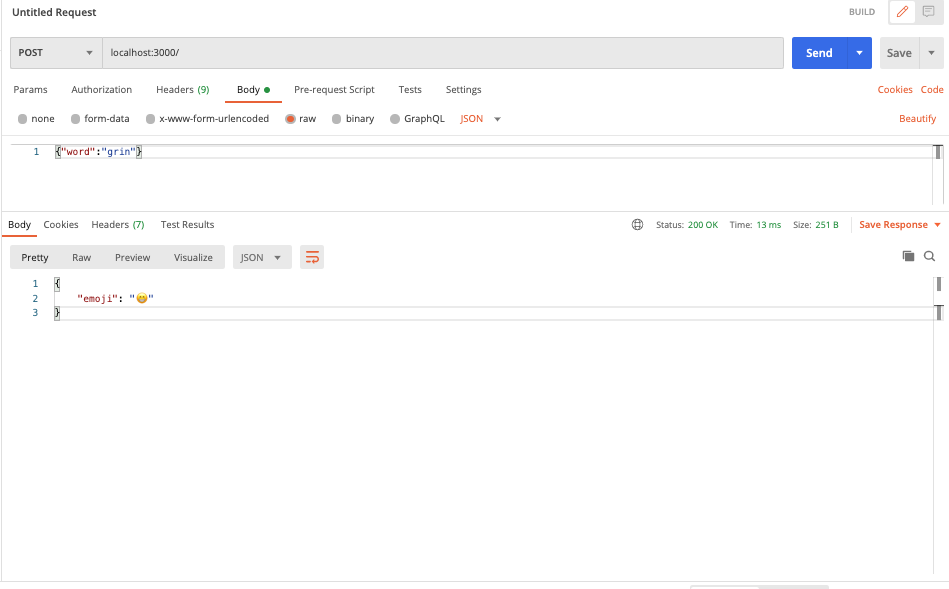 Untitled Request BUILD
POST localhost:3000/ Send Save
Params Authorization Headers (9) Body Pre-request Script Tests Settings Cookies Code
none form-data x-www-form-urlencoded raw binary GraphQL JSON Beautify
1 {"word":"grin"}
Body Cookies Headers (7) Test Results Status: 200 OK Time: 13 ms Size: 251 B Save Response
Pretty Raw Preview Visualize JSON
1 {
2 "emoji": "😁"
3 }